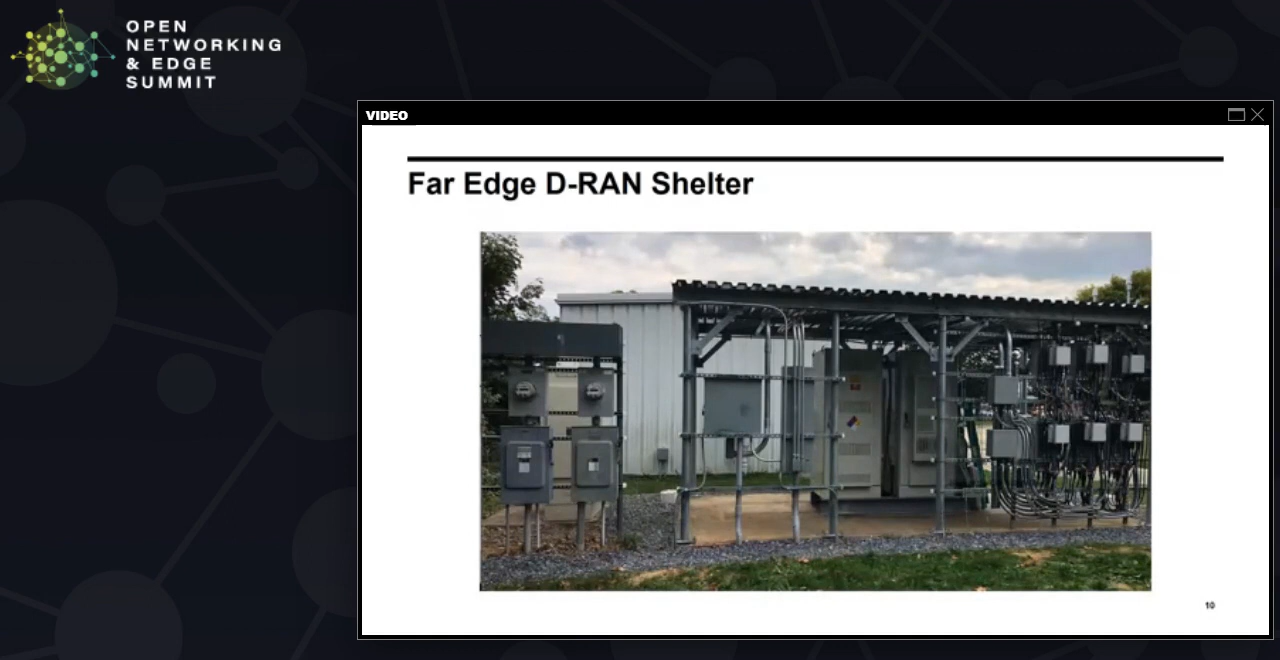 OPEN
NETWORKING
& EDGE
SUMMIT
VIDEO
Far Edge D-RAN Shelter
10